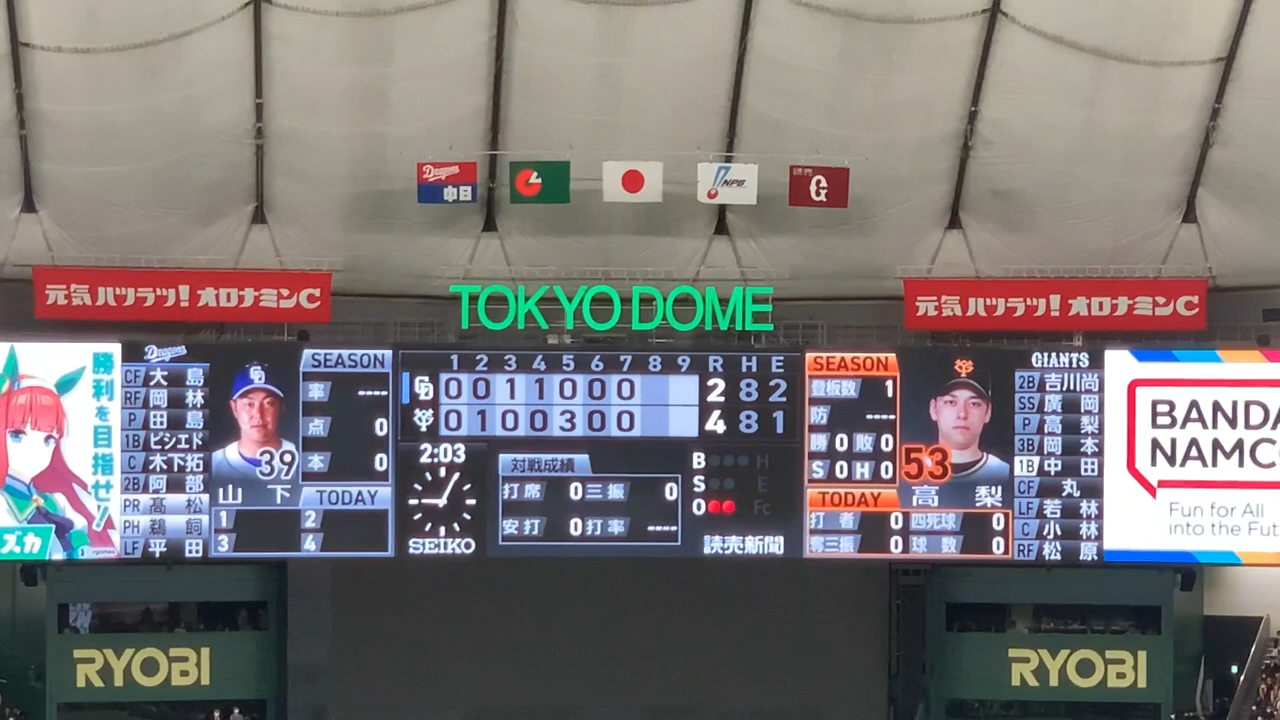 Dragons
中日
NPB
読売
G
元気ハツラツ!オロナミンC
TOKYO DOME
元気ハツラツ!オロナミンC
勝利を目指せ!
ズカ
Dragons
CF 大島
RF 岡林
P 田島
1B ビシエド
C 木下拓
2B 阿部
PR 髙松
PH 鵜飼
LF 平田
39
山下
SEASON
率 ----
点 0
本 0
TODAY
1 2
3 4
1 2 3 4 5 6 7 8 9 R H E
0 0 1 1 0 0 0 2 8 2
0 1 0 0 3 0 0 4 8 1
2:03
SEIKO
対戦成績
打席 0 三振 0
安打 0 打率 ----
B H
S E
O Fc
読売新聞
SEASON
登板数 1
防 ----
勝 0 敗 0
S 0 H 0
53
高梨
TODAY
打者 0 四死球 0
奪三振 0 球数 0
GIANTS
2B 吉川尚
SS 廣岡
P 高梨
3B 岡本
1B 中田
CF 丸
LF 若林
C 小林
RF 松原
BANDA
NAMC
Fun for All
into the Fut
RYOBI
RYOBI